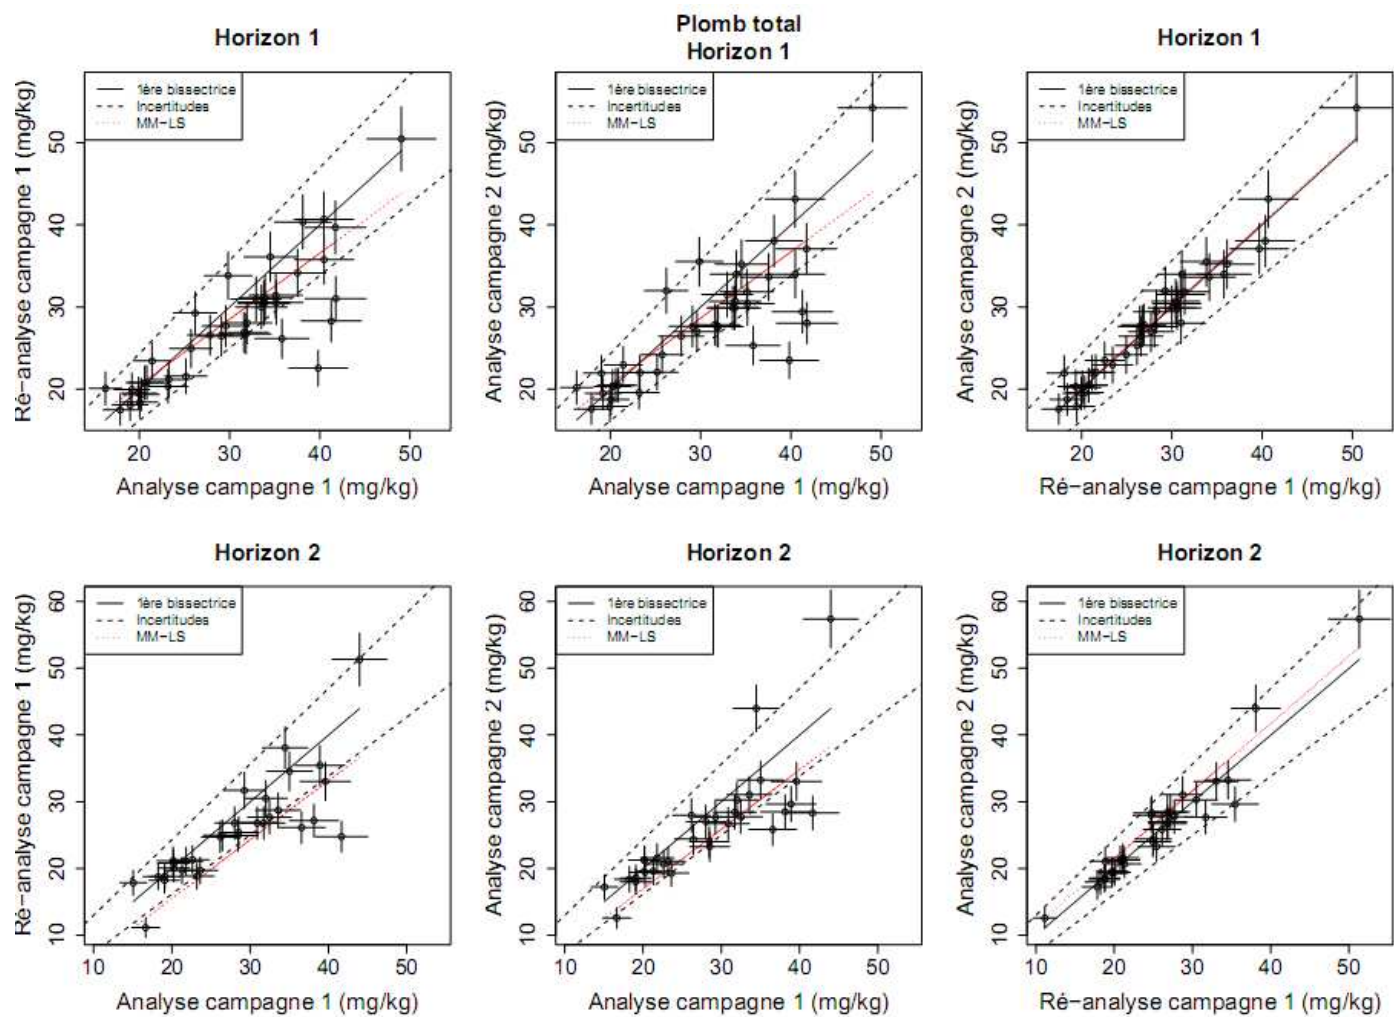 Plomb total
Horizon 1
Horizon 1
Horizon 1
1ère bissectrice
Incertitudes
MM−LS
Ré−analyse campagne 1 (mg/kg)
20
30
40
50
20 30 40 50
Analyse campagne 1 (mg/kg)
1ère bissectrice
Incertitudes
MM−LS
Analyse campagne 2 (mg/kg)
20
30
40
50
20 30 40 50
Analyse campagne 1 (mg/kg)
1ère bissectrice
Incertitudes
MM−LS
Analyse campagne 2 (mg/kg)
20
30
40
50
20 30 40 50
Ré−analyse campagne 1 (mg/kg)
Horizon 2
1ère bissectrice
Incertitudes
MM−LS
Ré−analyse campagne 1 (mg/kg)
10
20
30
40
50
60
10 20 30 40 50
Analyse campagne 1 (mg/kg)
Horizon 2
1ère bissectrice
Incertitudes
MM−LS
Analyse campagne 2 (mg/kg)
10
20
30
40
50
60
10 20 30 40 50
Analyse campagne 1 (mg/kg)
Horizon 2
1ère bissectrice
Incertitudes
MM−LS
Analyse campagne 2 (mg/kg)
10
20
30
40
50
60
10 20 30 40 50
Ré−analyse campagne 1 (mg/kg)